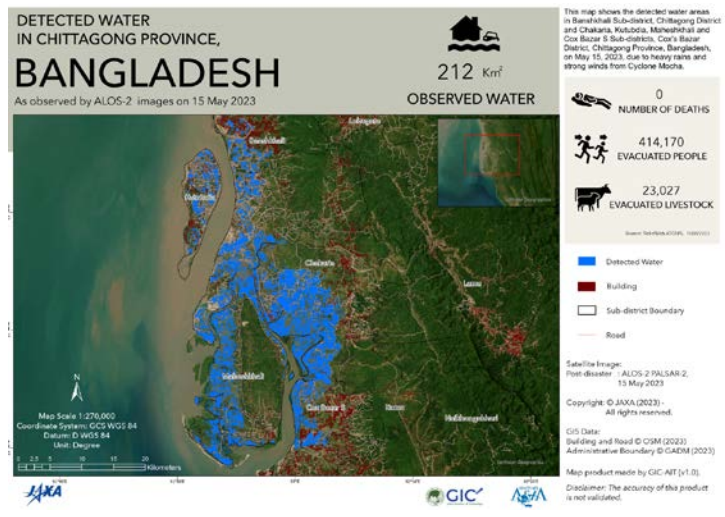 DETECTED WATER
IN CHITTAGONG PROVINCE,
BANGLADESH
As observed by ALOS-2 images on 15 May 2023
212 Km²
OBSERVED WATER
This map shows the detected water areas
in Banshkhali Sub-district, Chittagong District
and Chakaria, Kutubdia, Maheshkhali and
Cox Bazar S Sub-districts, Cox's Bazar
District, Chittagong Province, Bangladesh,
on May 15, 2023, due to heavy rains and
strong winds from Cyclone Mocha.
0
NUMBER OF DEATHS
414,170
EVACUATED PEOPLE
23,027
EVACUATED LIVESTOCK
Detected Water
Building
Sub-district Boundary
Road
Satellite Image:
Post-disaster : ALOS-2 PALSAR-2,
15 May 2023
Copyright: © JAXA (2023) -
All rights reserved.
GIS Data:
Building and Road © OSM (2023)
Administrative Boundary © GADM (2023)
Map product made by GIC-AIT (v1.0).
Disclaimer: The accuracy of this product
is not validated.
Chakaria
Lama
Cox Bazar S
Ramu
N
Map Scale 1:270,000
Coordinate System: GCS WGS 84
Datum: D WGS 84
Unit: Degree
0 2.5 5 10 15 20
Kilometers
JAXA
GIC